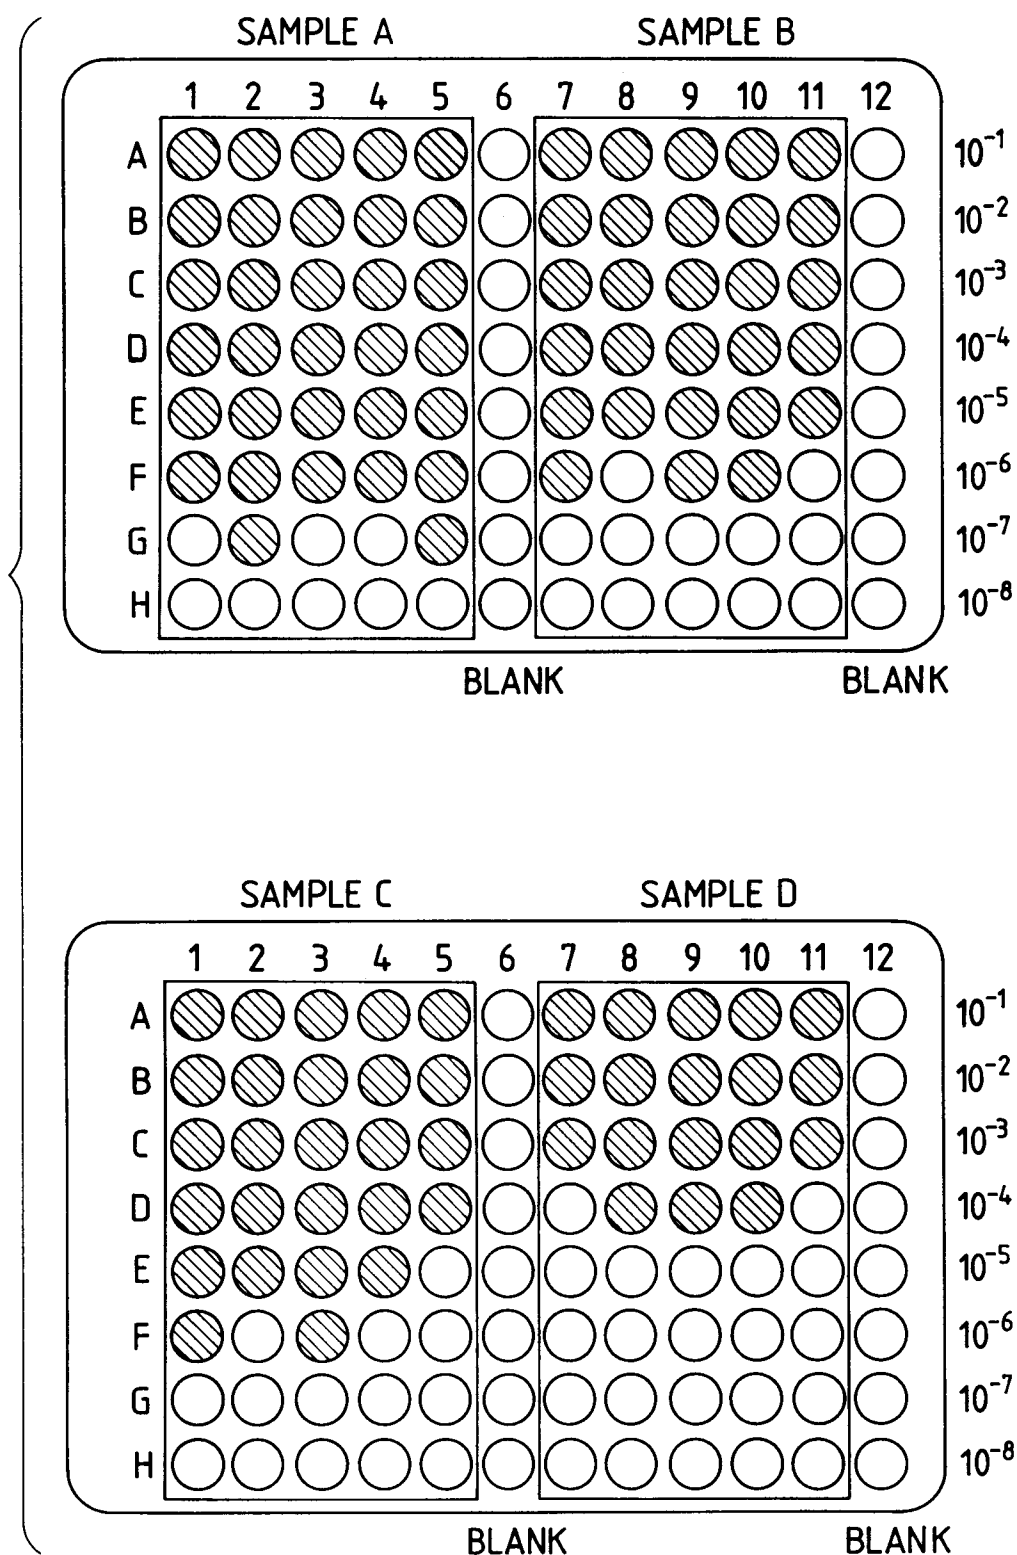 SAMPLE A SAMPLE B
1 2 3 4 5 6 7 8 9 10 11 12
A 10⁻¹
B 10⁻²
C 10⁻³
D 10⁻⁴
E 10⁻⁵
F 10⁻⁶
G 10⁻⁷
H 10⁻⁸
BLANK BLANK
SAMPLE C SAMPLE D
1 2 3 4 5 6 7 8 9 10 11 12
A 10⁻¹
B 10⁻²
C 10⁻³
D 10⁻⁴
E 10⁻⁵
F 10⁻⁶
G 10⁻⁷
H 10⁻⁸
BLANK BLANK